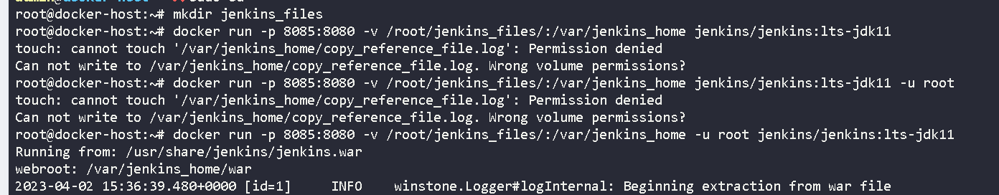 root@docker-host:~# mkdir jenkins_files
root@docker-host:~# docker run -p 8085:8080 -v /root/jenkins_files/:/var/jenkins_home jenkins/jenkins:lts-jdk11
touch: cannot touch '/var/jenkins_home/copy_reference_file.log': Permission denied
Can not write to /var/jenkins_home/copy_reference_file.log. Wrong volume permissions?
root@docker-host:~# docker run -p 8085:8080 -v /root/jenkins_files/:/var/jenkins_home jenkins/jenkins:lts-jdk11 -u root
touch: cannot touch '/var/jenkins_home/copy_reference_file.log': Permission denied
Can not write to /var/jenkins_home/copy_reference_file.log. Wrong volume permissions?
root@docker-host:~# docker run -p 8085:8080 -v /root/jenkins_files/:/var/jenkins_home -u root jenkins/jenkins:lts-jdk11
Running from: /usr/share/jenkins/jenkins.war
webroot: /var/jenkins_home/war
2023-04-02 15:36:39.480+0000 [id=1] INFO winstone.Logger#logInternal: Beginning extraction from war file